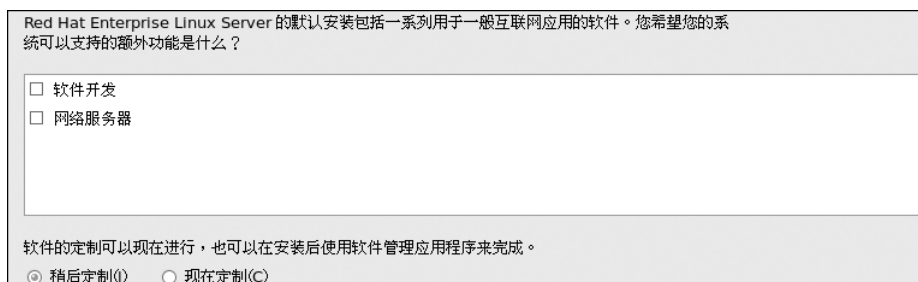 Red Hat Enterprise Linux Server 的默认安装包括一系列用于一般互联网应用的软件。您希望您的系
统可以支持的额外功能是什么？
软件开发
网络服务器
软件的定制可以现在进行，也可以在安装后使用软件管理应用程序来完成。
稍后定制(l) 现在定制(C)